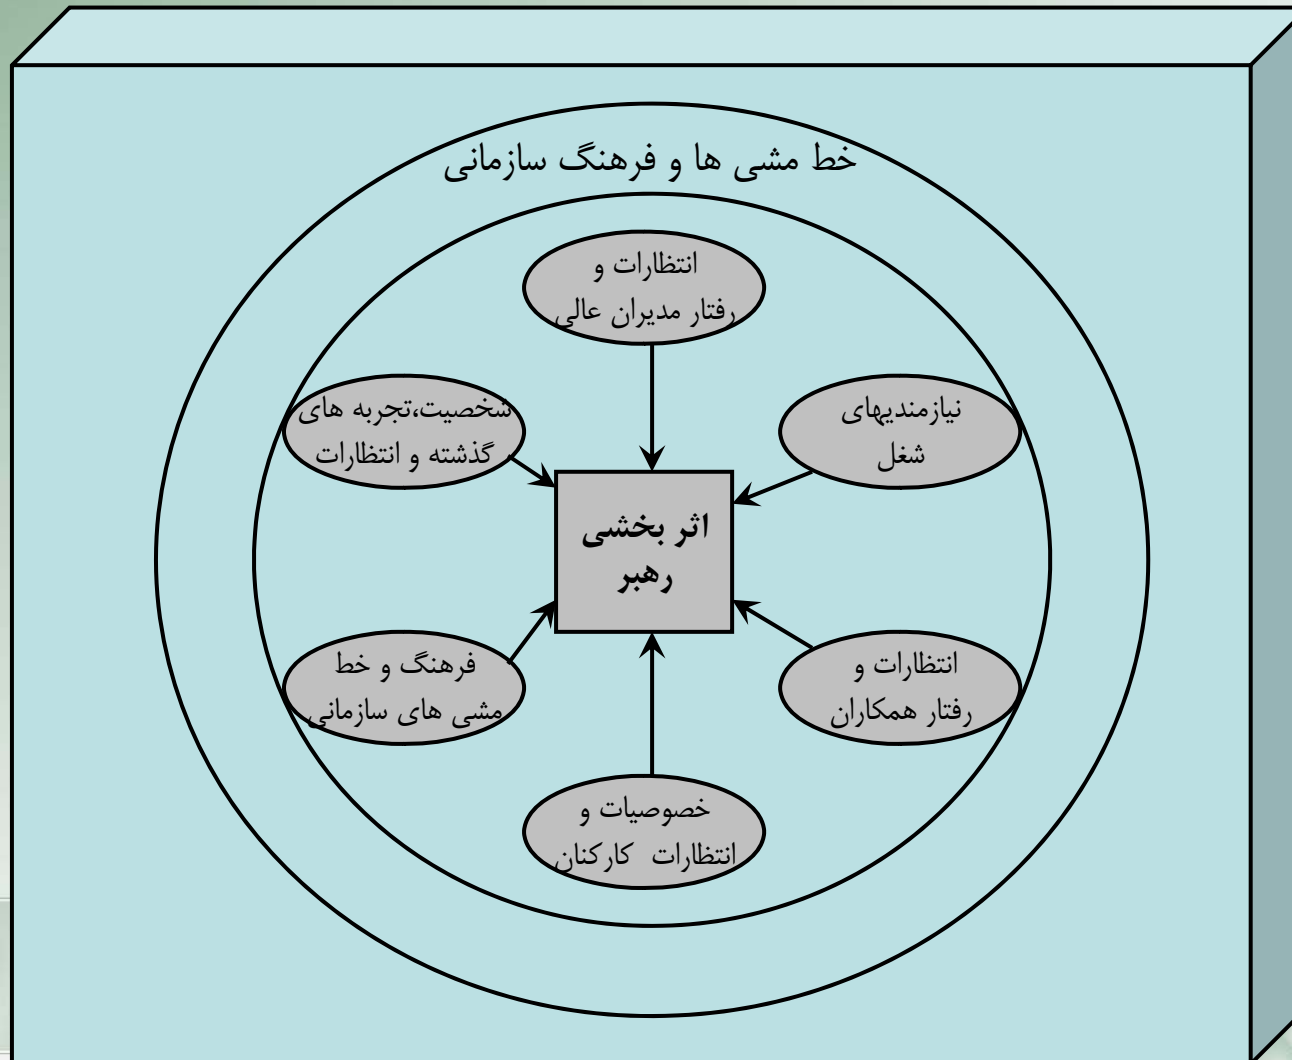 خط مشی ها و فرهنگ سازمانی
انتظارات و
رفتار مدیران عالی
نیازمندیهای
شغل
شخصیت،تجربه های
گذشته و انتظارات
اثر بخشی
رهبر
انتظارات و
رفتار همکاران
فرهنگ و خط
مشی های سازمانی
خصوصیات و
انتظارات کارکنان